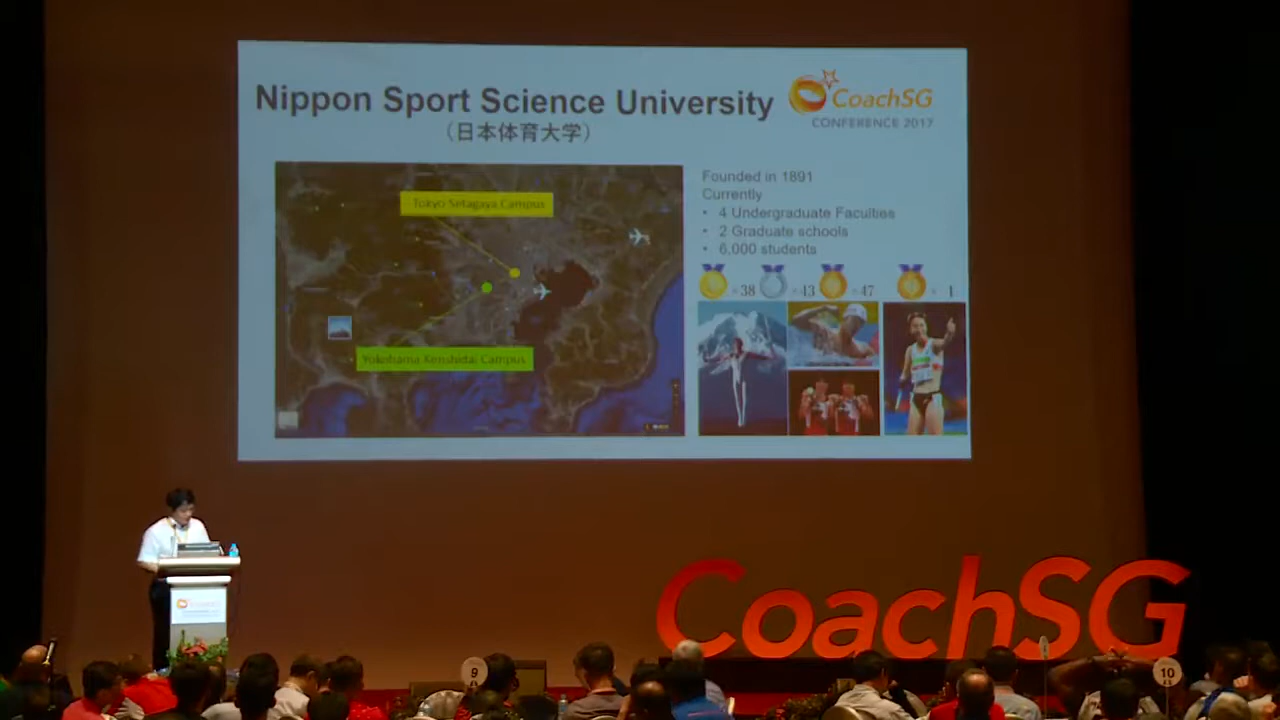 Nippon Sport Science University
(日本体育大学)
CoachSG
CONFERENCE 2017
Tokyo Setagaya Campus
Yokohama Kenshidai Campus
Founded in 1891
Currently
• 4 Undergraduate Faculties
• 2 Graduate schools
• 6,000 students
×38 ×43 ×47 × 1
CoachSG
9
10